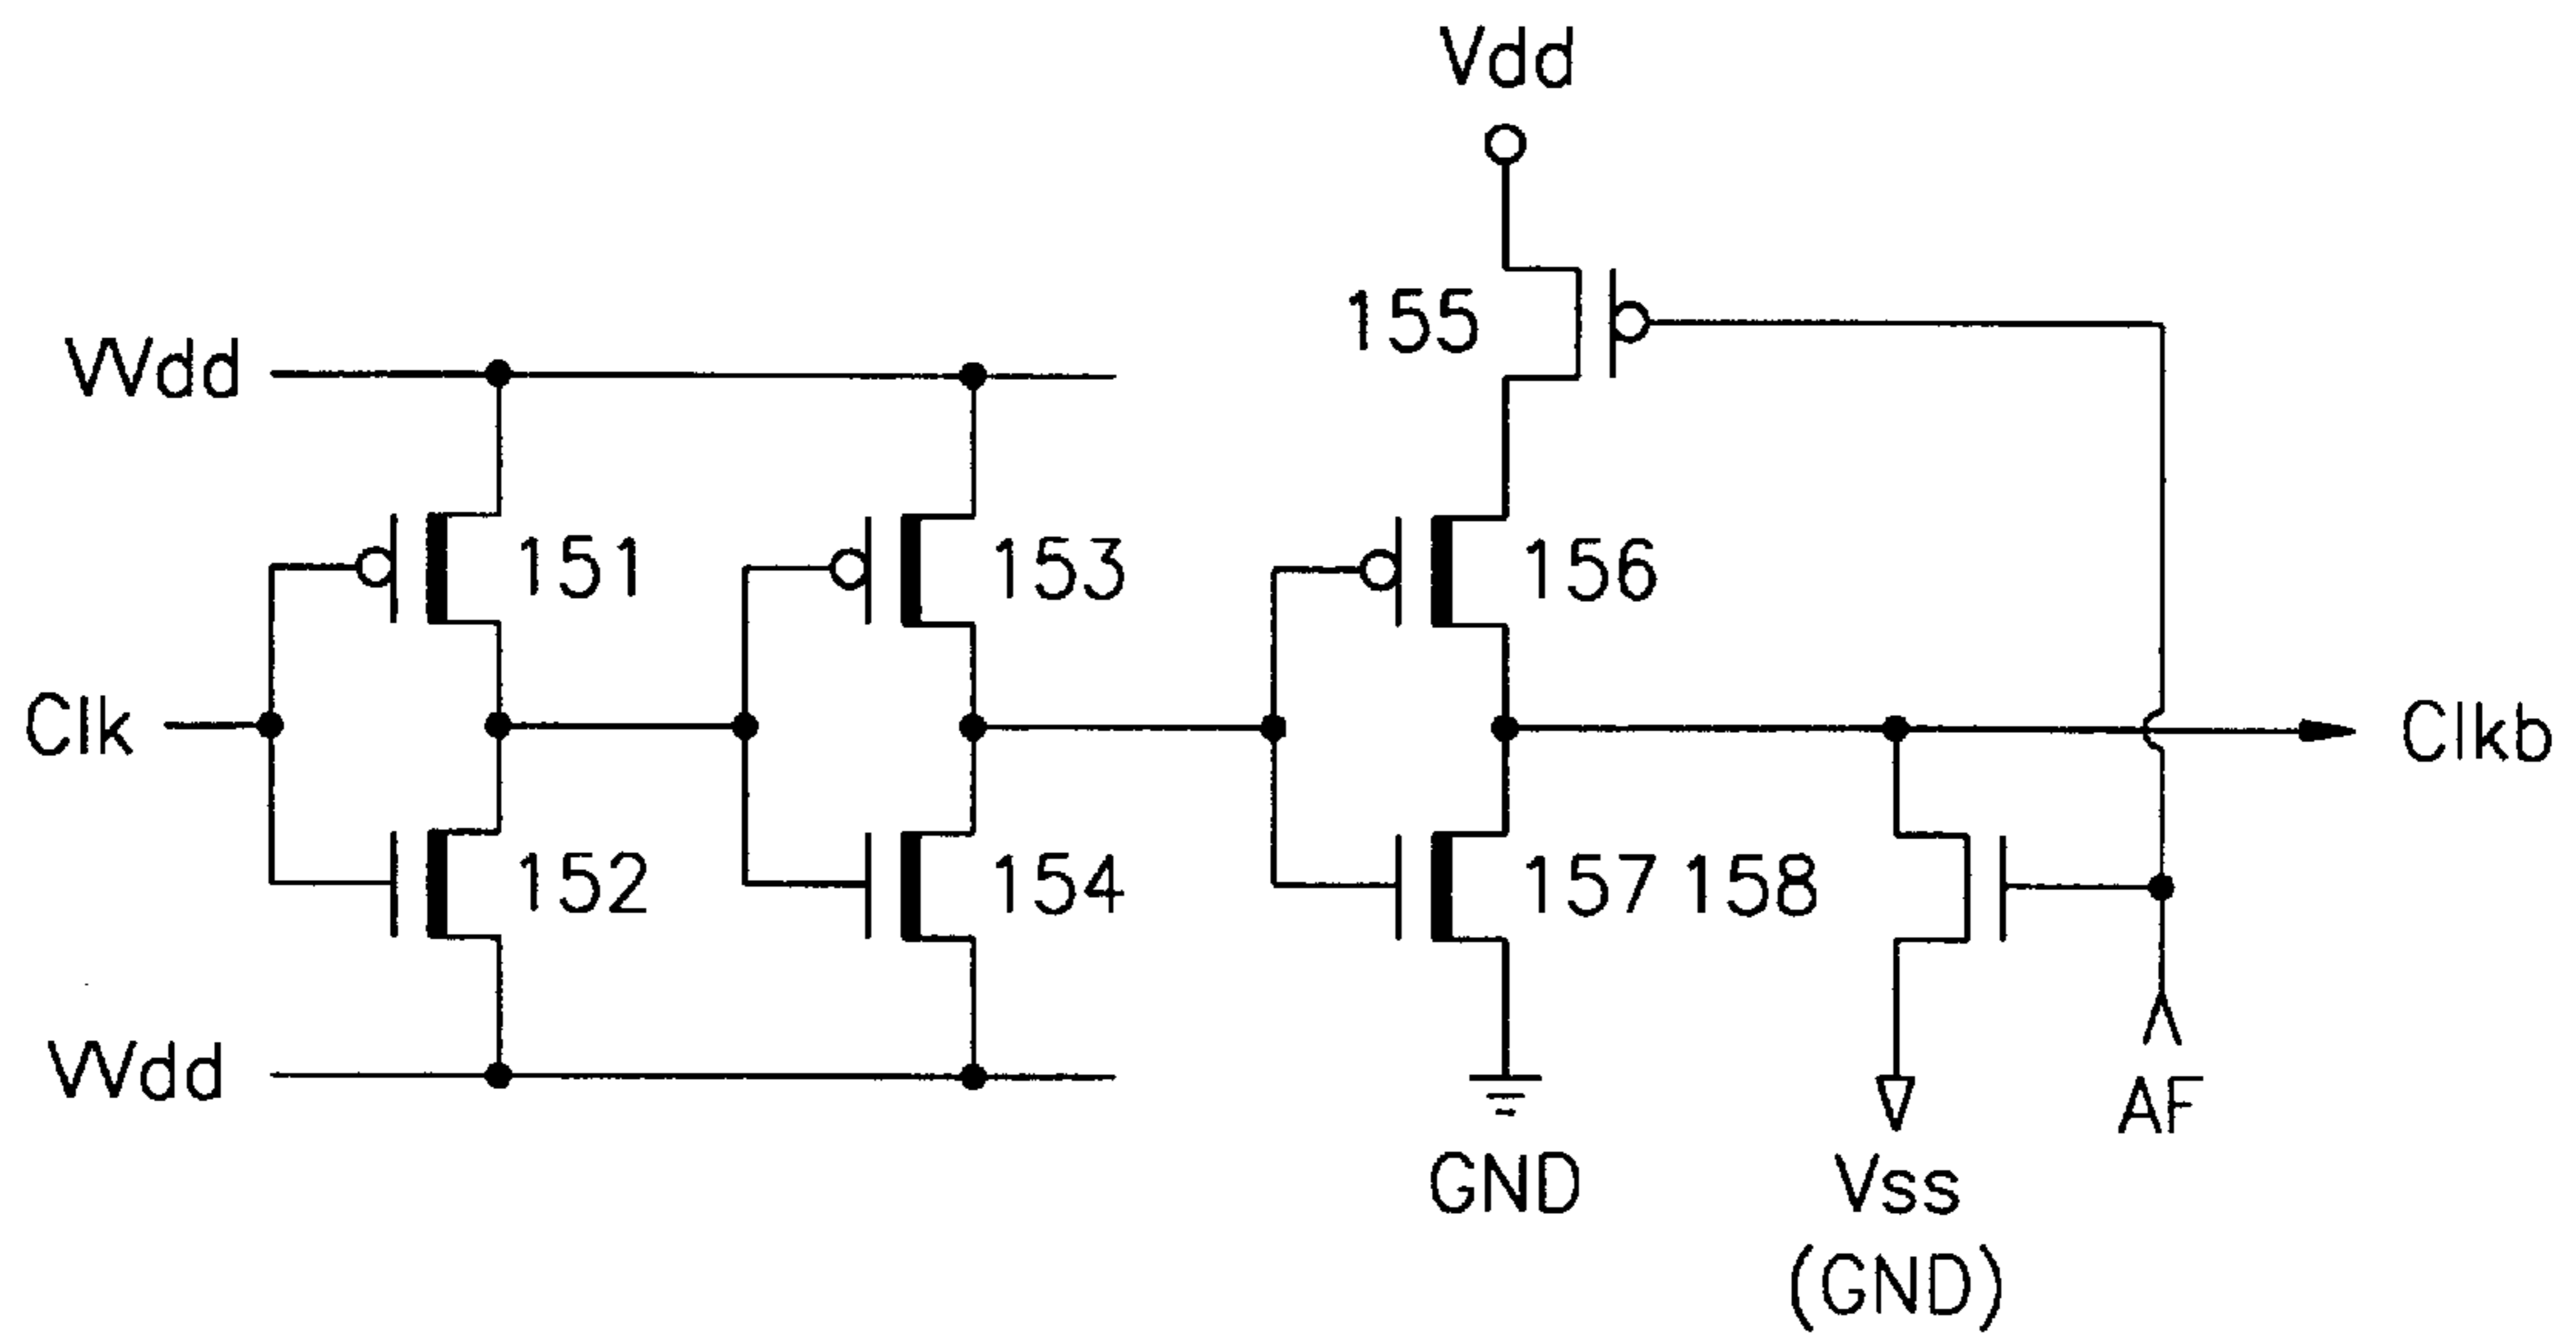 Vdd
155
VVdd
151
153
156
Clk
Clkb
152
154
157
158
VVdd
AF
GND
Vss
(GND)